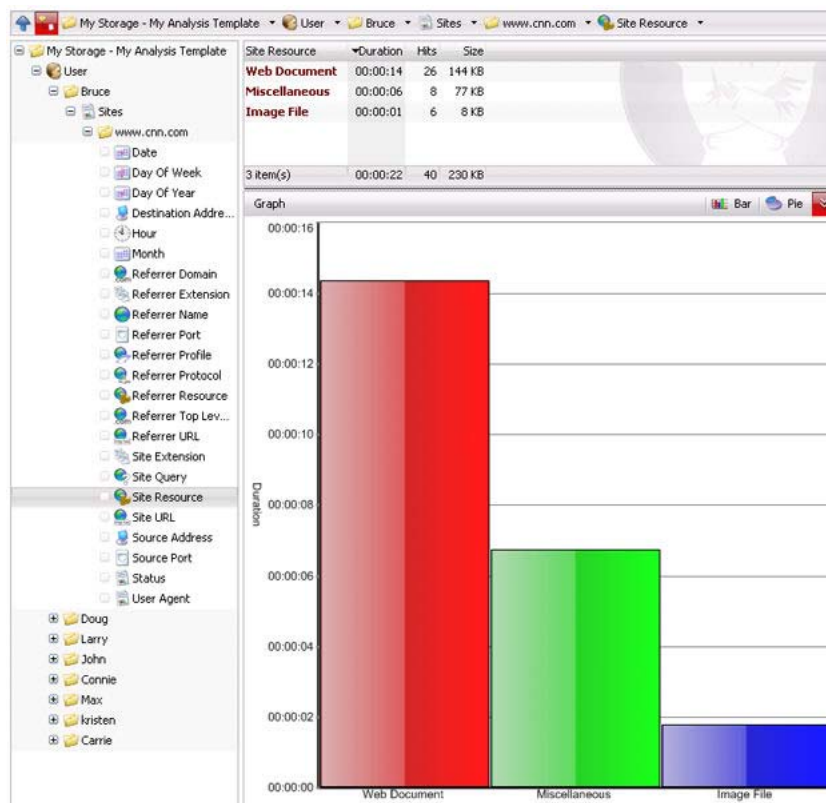 My Storage - My Analysis Template User Bruce Sites www.cnn.com Site Resource
My Storage - My Analysis Template
User
Bruce
Sites
www.cnn.com
Date
Day Of Week
Day Of Year
Destination Addre...
Hour
Month
Referrer Domain
Referrer Extension
Referrer Name
Referrer Port
Referrer Profile
Referrer Protocol
Referrer Resource
Referrer Top Lev...
Referrer URL
Site Extension
Site Query
Site Resource
Site URL
Source Address
Source Port
Status
User Agent
Doug
Larry
John
Connie
Max
kristen
Carrie
Site Resource Duration Hits Size
Web Document 00:00:14 26 144 KB
Miscellaneous 00:00:06 8 77 KB
Image File 00:00:01 6 8 KB
3 item(s) 00:00:22 40 230 KB
Graph Bar Pie
00:00:16
00:00:14
00:00:12
00:00:10
00:00:08
00:00:06
00:00:04
00:00:02
00:00:00
Duration
Web Document Miscellaneous Image File